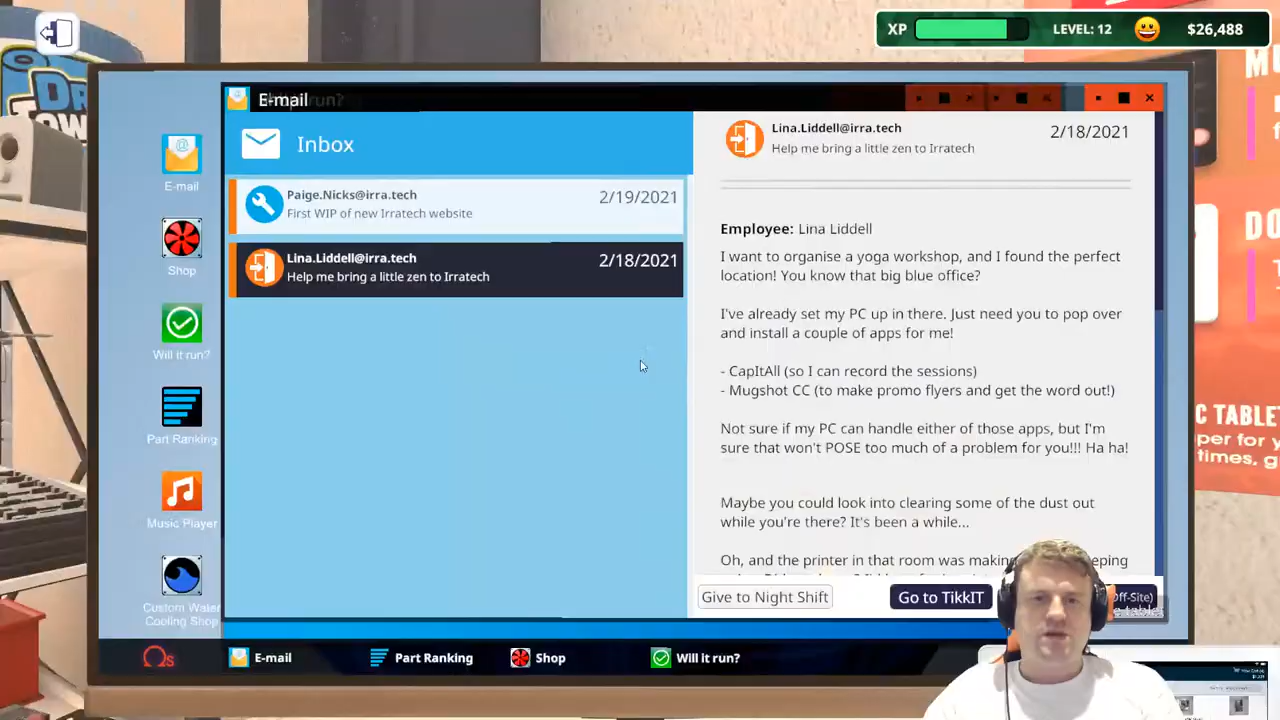 XP
LEVEL: 12
$26,488
E-mail
Inbox
Paige.Nicks@irra.tech
2/19/2021
First WIP of new Irratech website
Lina.Liddell@irra.tech
2/18/2021
Help me bring a little zen to Irratech
Lina.Liddell@irra.tech
2/18/2021
Help me bring a little zen to Irratech
Employee: Lina Liddell
I want to organise a yoga workshop, and I found the perfect
location! You know that big blue office?
I've already set my PC up in there. Just need you to pop over
and install a couple of apps for me!
- CapItAll (so I can record the sessions)
- Mugshot CC (to make promo flyers and get the word out!)
Not sure if my PC can handle either of those apps, but I'm
sure that won't POSE too much of a problem for you!!! Ha ha!
Maybe you could look into clearing some of the dust out
while you're there? It's been a while...
Oh, and the printer in that room was making
Give to Night Shift
Go to TikkIT
Off-Site)
E-mail
Shop
Will it run?
Part Ranking
Music Player
Custom Water
Cooling Shop
E-mail
Part Ranking
Shop
Will it run?
C TABLET
per for y
times, g